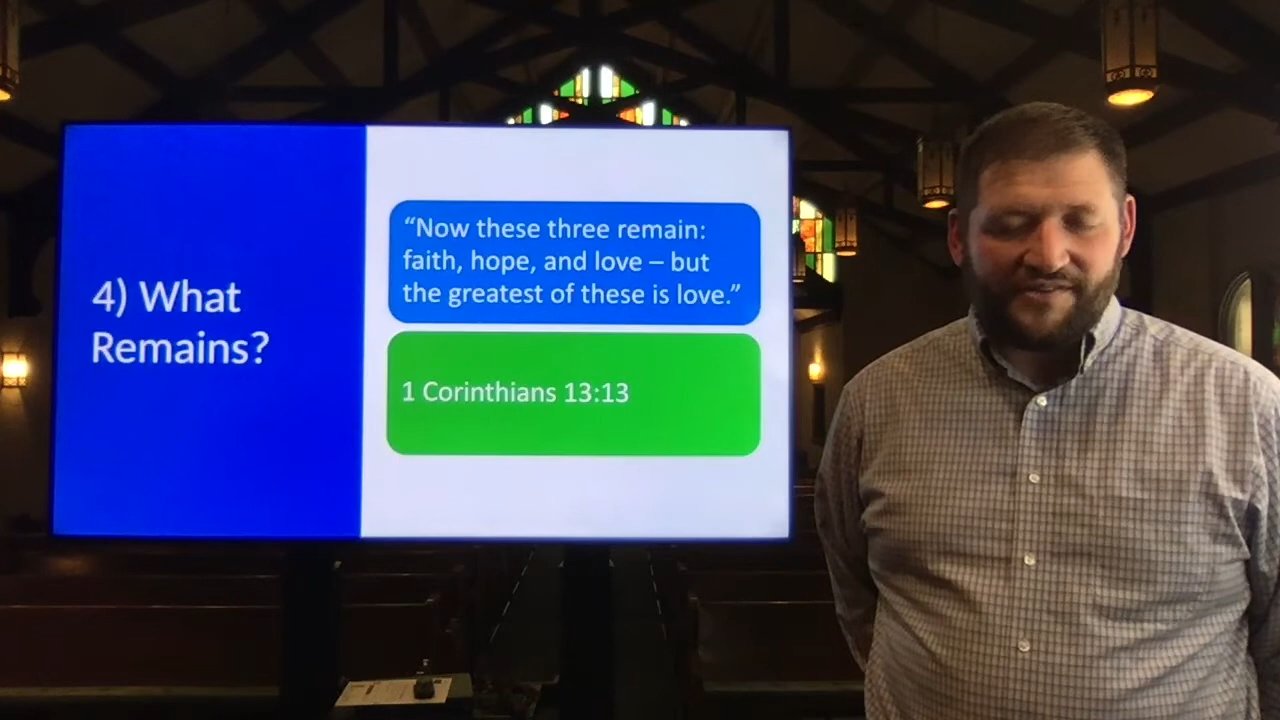 4) What
Remains?
“Now these three remain:
faith, hope, and love – but
the greatest of these is love.”
1 Corinthians 13:13